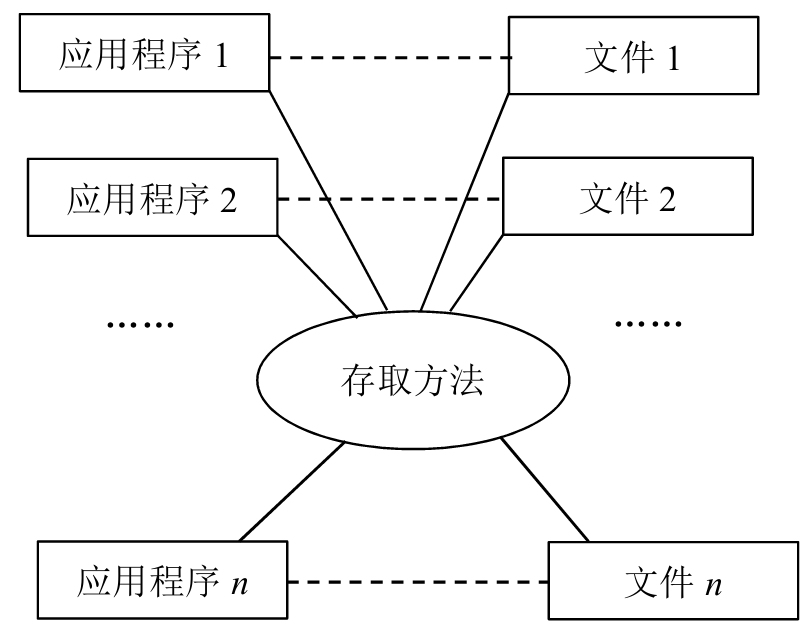 应用程序 1
文件 1
应用程序 2
文件 2
……
……
存取方法
应用程序 n
文件 n